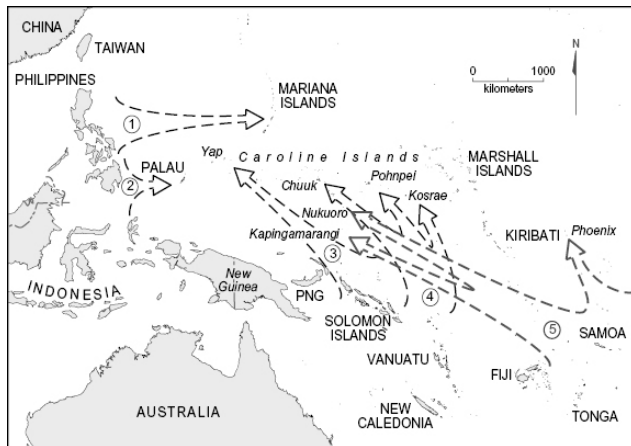 CHINA
TAIWAN
N
0 1000
kilometers
PHILIPPINES
MARIANA
ISLANDS
1
PALAU
Yap
Caroline Islands
MARSHALL
ISLANDS
2
Chuuk
Pohnpei
Kosrae
Nukuoro
Kapingamarangi
KIRIBATI
Phoenix
3
New
Guinea
INDONESIA
PNG
4
SOLOMON
ISLANDS
5
SAMOA
VANUATU
FIJI
AUSTRALIA
NEW
CALEDONIA
TONGA